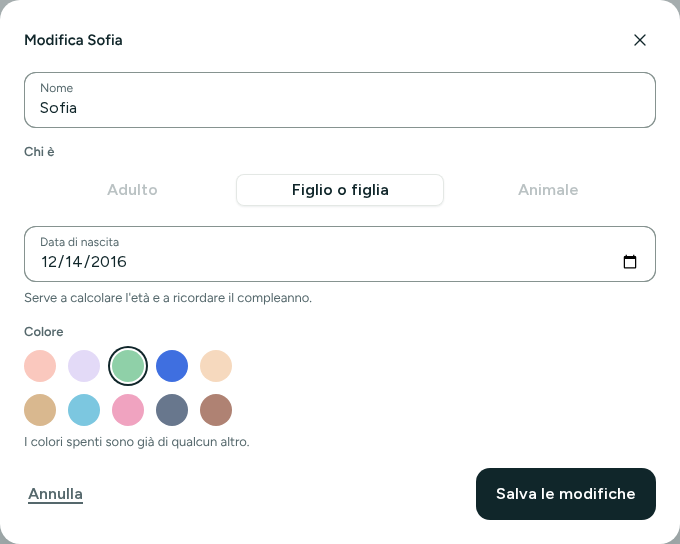 Modifica Sofia
Nome
Sofia
Chi è
Adulto Figlio o figlia Animale
Data di nascita
12/14/2016
Serve a calcolare l'età e a ricordare il compleanno.
Colore
I colori spenti sono già di qualcun altro.
Annulla Salva le modifiche